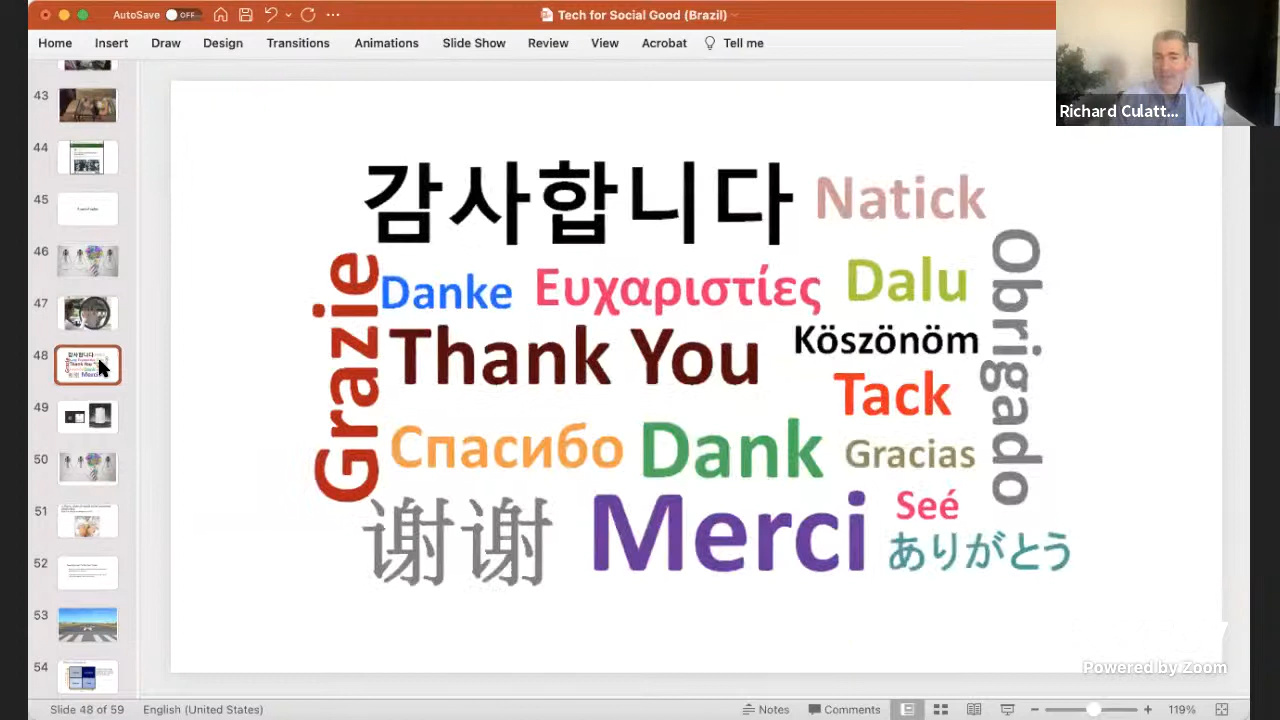 AutoSave OFF
Tech for Social Good (Brazil)
Home Insert Draw Design Transitions Animations Slide Show Review View Acrobat Tell me
Richard Culatt...
43
44
45
46
47
48
49
50
51
52
53
54
감사합니다 Natick
Obrigado
Grazie
Danke Ευχαριστίες Dalu
Thank You Köszönöm
Tack
Спасибо Dank Gracias
谢谢 Merci Seé
ありがとう
Powered by Zoom
Slide 48 of 59 English (United States) Notes Comments 119%